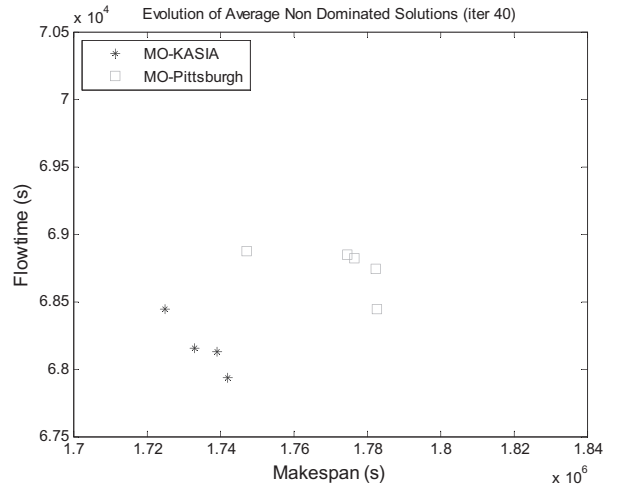 Evolution of Average Non Dominated Solutions (iter 40)
x 10^4
7.05
MO-KASIA
MO-Pittsburgh
7
6.95
6.9
6.85
6.8
6.75
Flowtime (s)
1.7 1.72 1.74 1.76 1.78 1.8 1.82 1.84
Makespan (s)
x 10^6